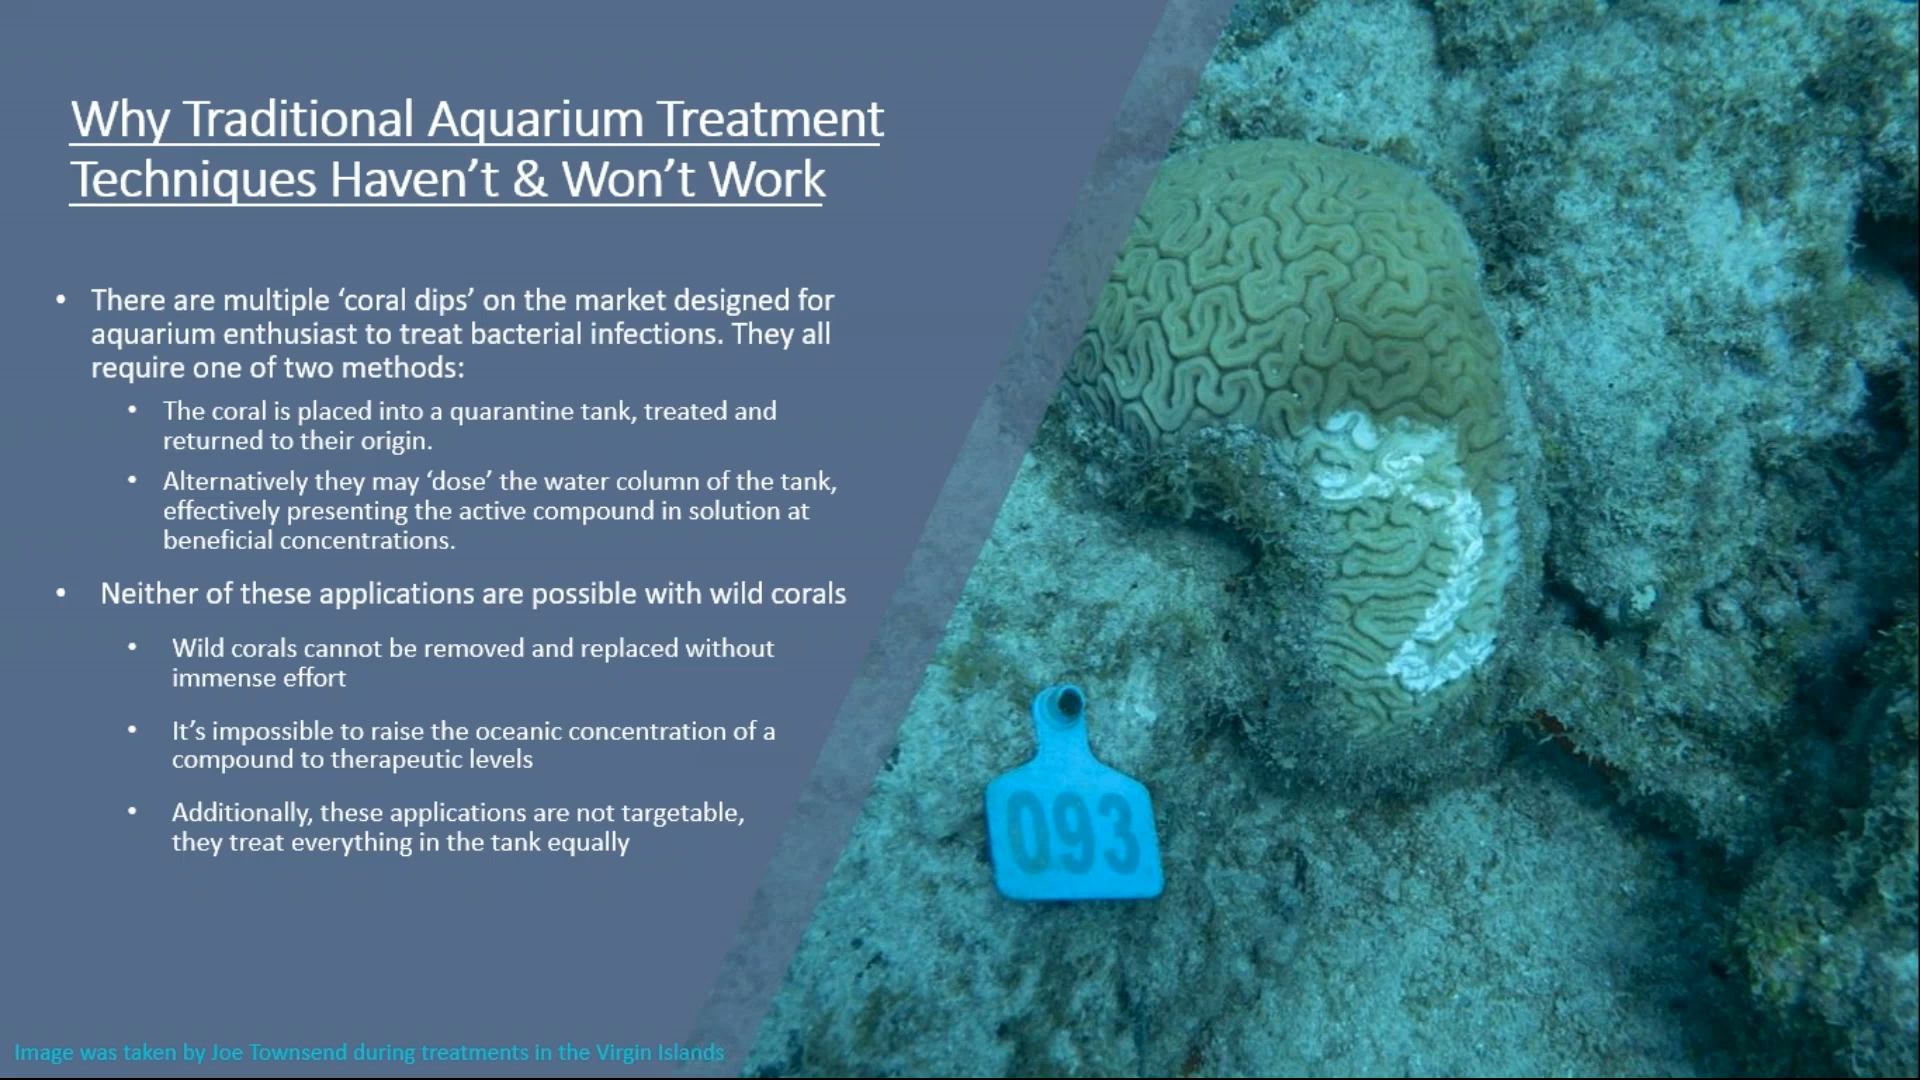 Why Traditional Aquarium Treatment
Techniques Haven’t & Won’t Work
• There are multiple ‘coral dips’ on the market designed for
aquarium enthusiast to treat bacterial infections. They all
require one of two methods:
• The coral is placed into a quarantine tank, treated and
returned to their origin.
• Alternatively they may ‘dose’ the water column of the tank,
effectively presenting the active compound in solution at
beneficial concentrations.
• Neither of these applications are possible with wild corals
• Wild corals cannot be removed and replaced without
immense effort
• It’s impossible to raise the oceanic concentration of a
compound to therapeutic levels
• Additionally, these applications are not targetable,
they treat everything in the tank equally
093
Image was taken by Joe Townsend during treatments in the Virgin Islands